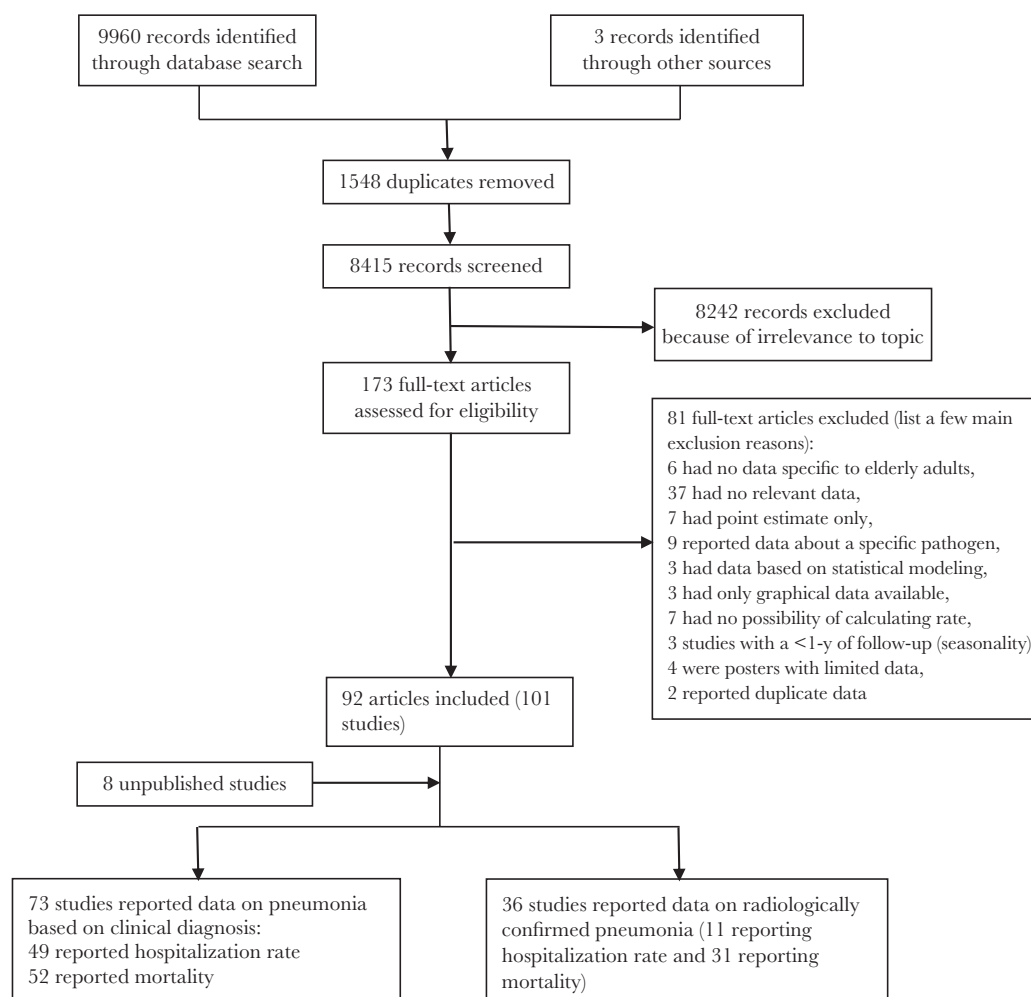 9960 records identified
through database search
3 records identified
through other sources
1548 duplicates removed
8415 records screened
8242 records excluded
because of irrelevance to topic
173 full-text articles
assessed for eligibility
81 full-text articles excluded (list a few main
exclusion reasons):
6 had no data specific to elderly adults,
37 had no relevant data,
7 had point estimate only,
9 reported data about a specific pathogen,
3 had data based on statistical modeling,
3 had only graphical data available,
7 had no possibility of calculating rate,
3 studies with a <1-y of follow-up (seasonality)
4 were posters with limited data,
2 reported duplicate data
92 articles included (101
studies)
8 unpublished studies
73 studies reported data on pneumonia
based on clinical diagnosis:
49 reported hospitalization rate
52 reported mortality
36 studies reported data on radiologically
confirmed pneumonia (11 reporting
hospitalization rate and 31 reporting
mortality)